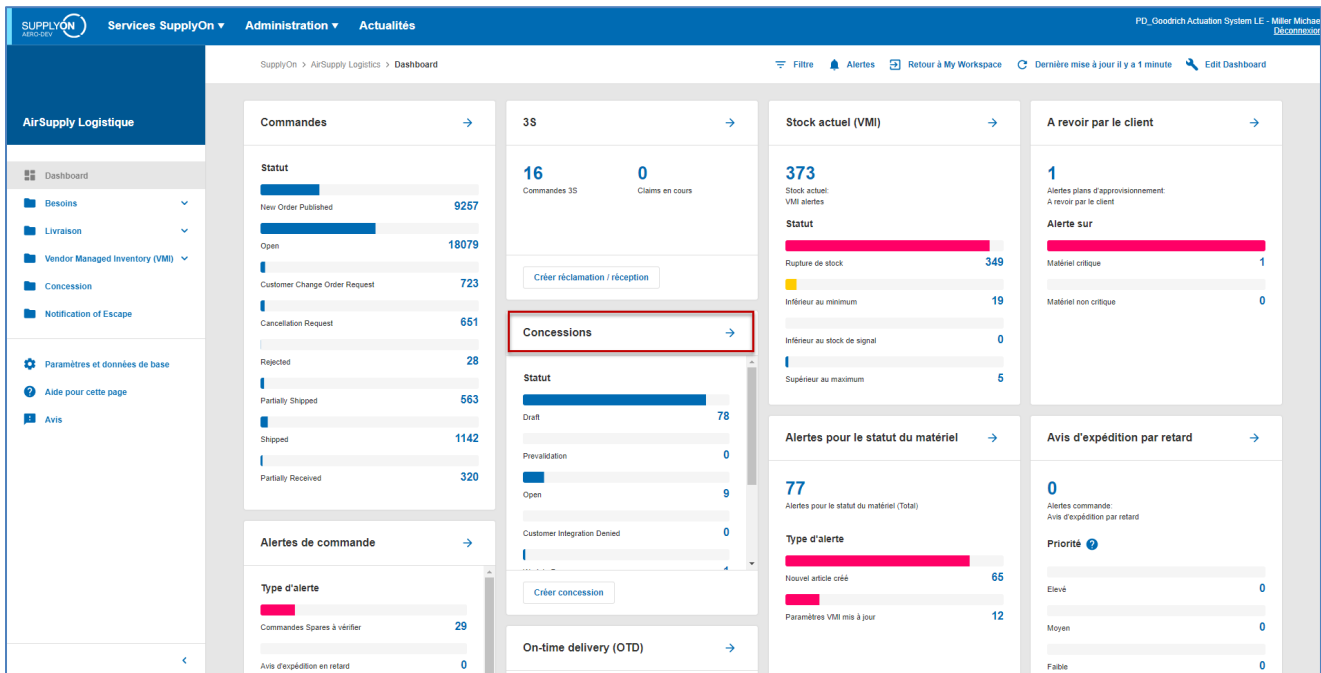 SUPPLYON
AERO-DEV
Services SupplyOn ▾
Administration ▾
Actualités
PD_Goodrich Actuation System LE - Miller Michae
Déconnexion
AirSupply Logistique
Dashboard
Besoins
Livraison
Vendor Managed Inventory (VMI)
Concession
Notification of Escape
Paramètres et données de base
Aide pour cette page
Avis
SupplyOn > AirSupply Logistics > Dashboard
Filtre
Alertes
Retour à My Workspace
Dernière mise à jour il y a 1 minute
Edit Dashboard
Commandes
Statut
New Order Published 9257
Open 18079
Customer Change Order Request 723
Cancellation Request 651
Rejected 28
Partially Shipped 563
Shipped 1142
Partially Received 320
Alertes de commande
Type d'alerte
Commandes Spares à vérifier 29
Avis d'expédition en retard 0
3S
16 0
Commandes 3S Claims en cours
Créer réclamation / réception
Concessions
Statut
Draft 78
Prevalidation 0
Open 9
Customer Integration Denied 0
Créer concession
On-time delivery (OTD)
Stock actuel (VMI)
373
Stock actuel:
VMI alertes
Statut
Rupture de stock 349
Inférieur au minimum 19
Inférieur au stock de signal 0
Supérieur au maximum 5
Alertes pour le statut du matériel
77
Alertes pour le statut du matériel (Total)
Type d'alerte
Nouvel article créé 65
Paramètres VMI mis à jour 12
A revoir par le client
1
Alertes plans d'approvisionnement:
A revoir par le client
Alerte sur
Matériel critique 1
Matériel non critique 0
Avis d'expédition par retard
0
Alertes commande:
Avis d'expédition par retard
Priorité
Elevé 0
Moyen 0
Faible 0